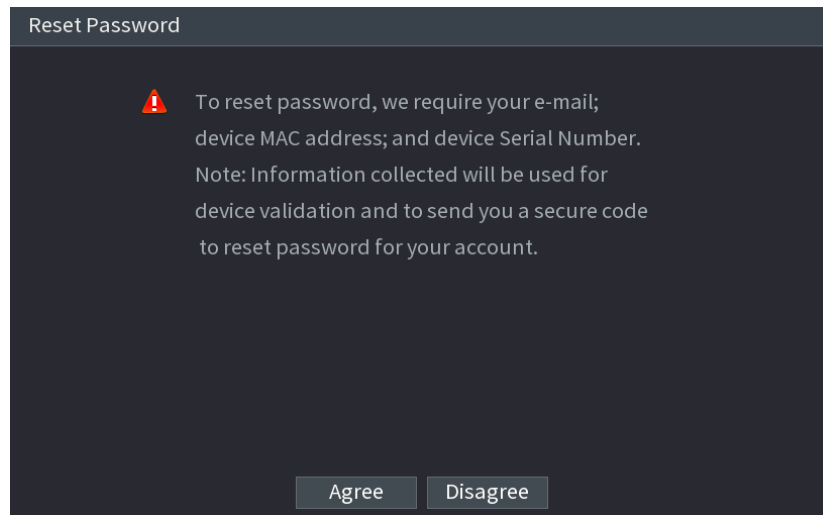 Reset Password
To reset password, we require your e-mail;
device MAC address; and device Serial Number.
Note: Information collected will be used for
device validation and to send you a secure code
to reset password for your account.
Agree Disagree